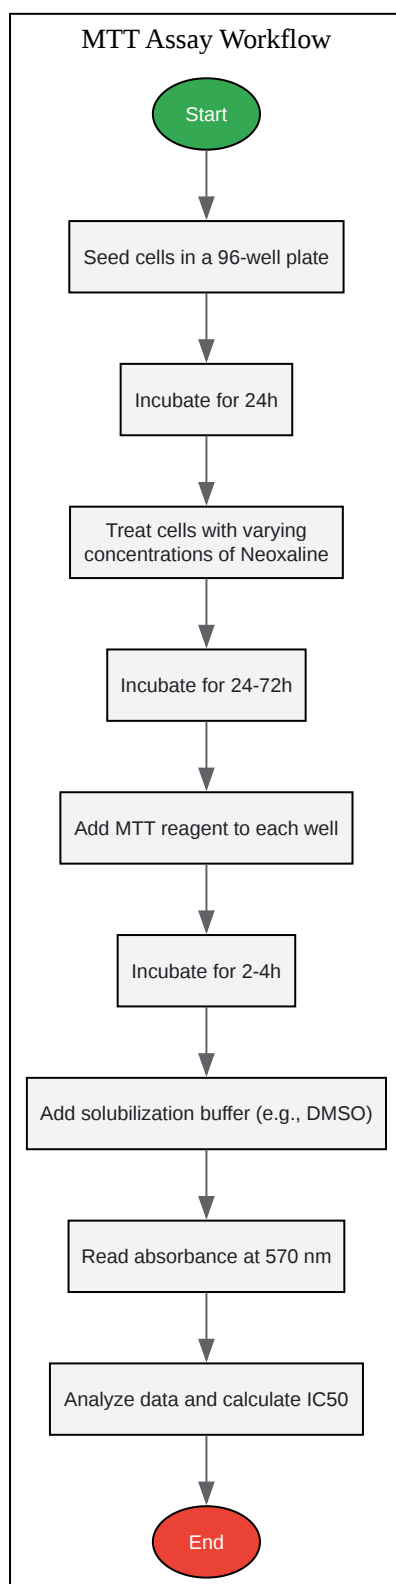 MTT Assay Workflow
Start
Seed cells in a 96-well plate
Incubate for 24h
Treat cells with varying
concentrations of Neoxaline
Incubate for 24-72h
Add MTT reagent to each well
Incubate for 2-4h
Add solubilization buffer (e.g., DMSO)
Read absorbance at 570 nm
Analyze data and calculate IC50
End